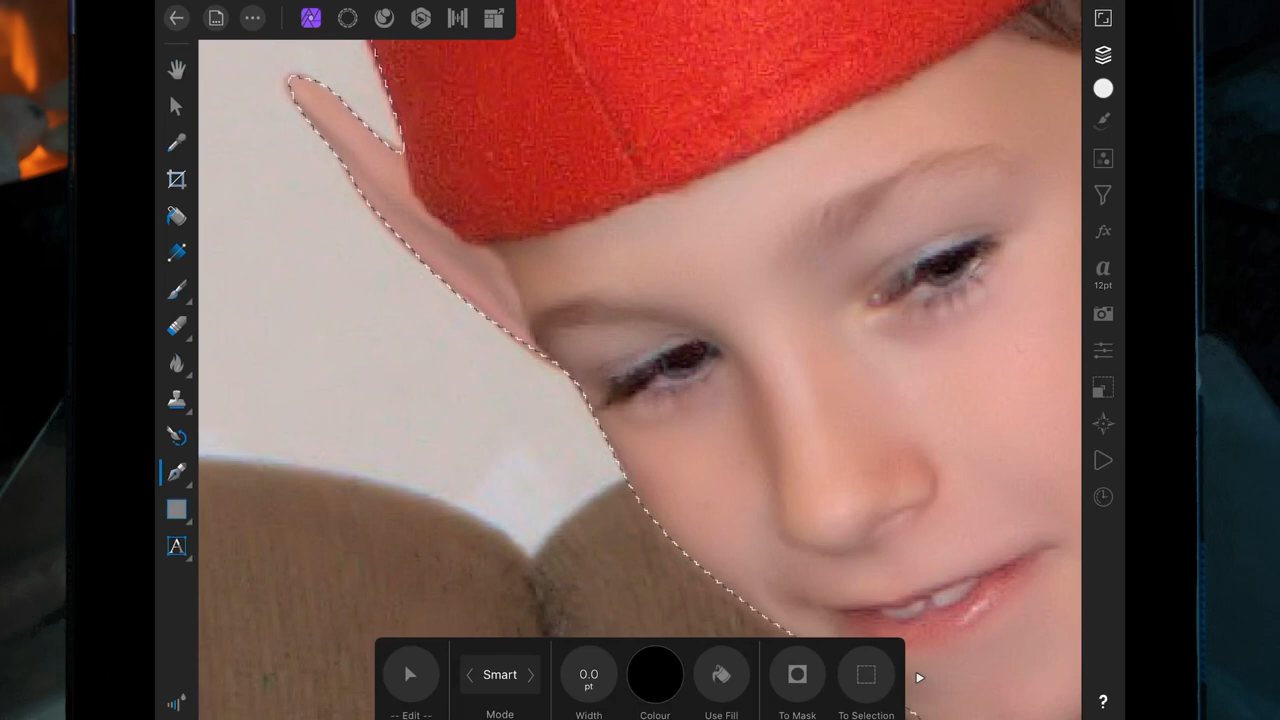 fx
a
12pt
A
< Smart >
0.0
pt
-- Edit --
Mode
Width
Colour
Use Fill
To Mask
To Selection
?